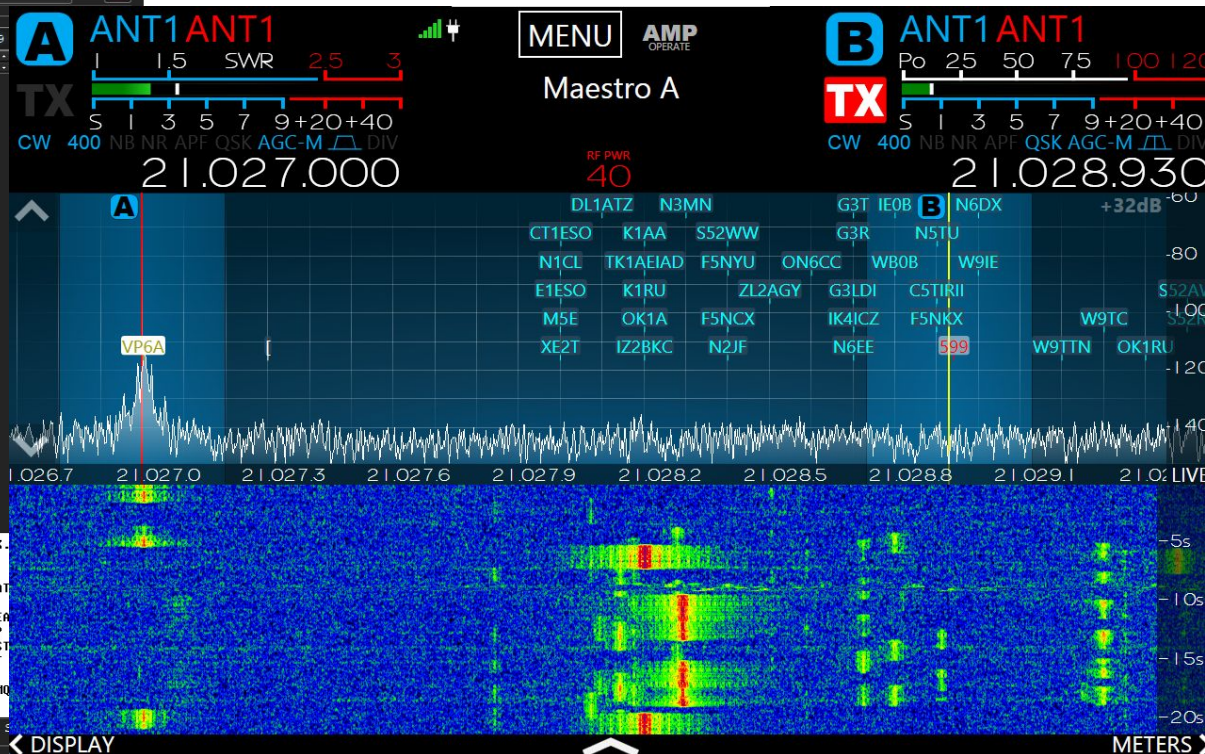 A ANT1 ANT1 MENU AMP OPERATE B ANT1 ANT1
1 1.5 SWR 2.5 3 Po 25 50 75 100 120
Maestro A
TX TX
S 1 3 5 7 9 +20 +40 S 1 3 5 7 9 +20 +40
CW 400 NB NR APF QSK AGC-M DIV CW 400 NB NR APF QSK AGC-M DIV
RF PWR
21.027.000 40 21.028.930
A DL1ATZ N3MN G3T IE0B B N6DX +32dB -60
CT1ESO K1AA S52WW G3R N5TU
N1CL TK1AEIAD F5NYU ON6CC WB0B W9IE -80
E1ESO K1RU ZL2AGY G3LDI C5TIRII S52AV
-100
M5E OK1A F5NCX IK4ICZ F5NKX W9TC
VP6A [ XE2T IZ2BKC N2JF N6EE 599 W9TTN OK1RU
-120
-140
1.026.7 21.027.0 21.027.3 21.027.6 21.027.9 21.028.2 21.028.5 21.028.8 21.029.1 21.02 LIVE
-5s
-10s
-15s
-20s
DISPLAY METERS